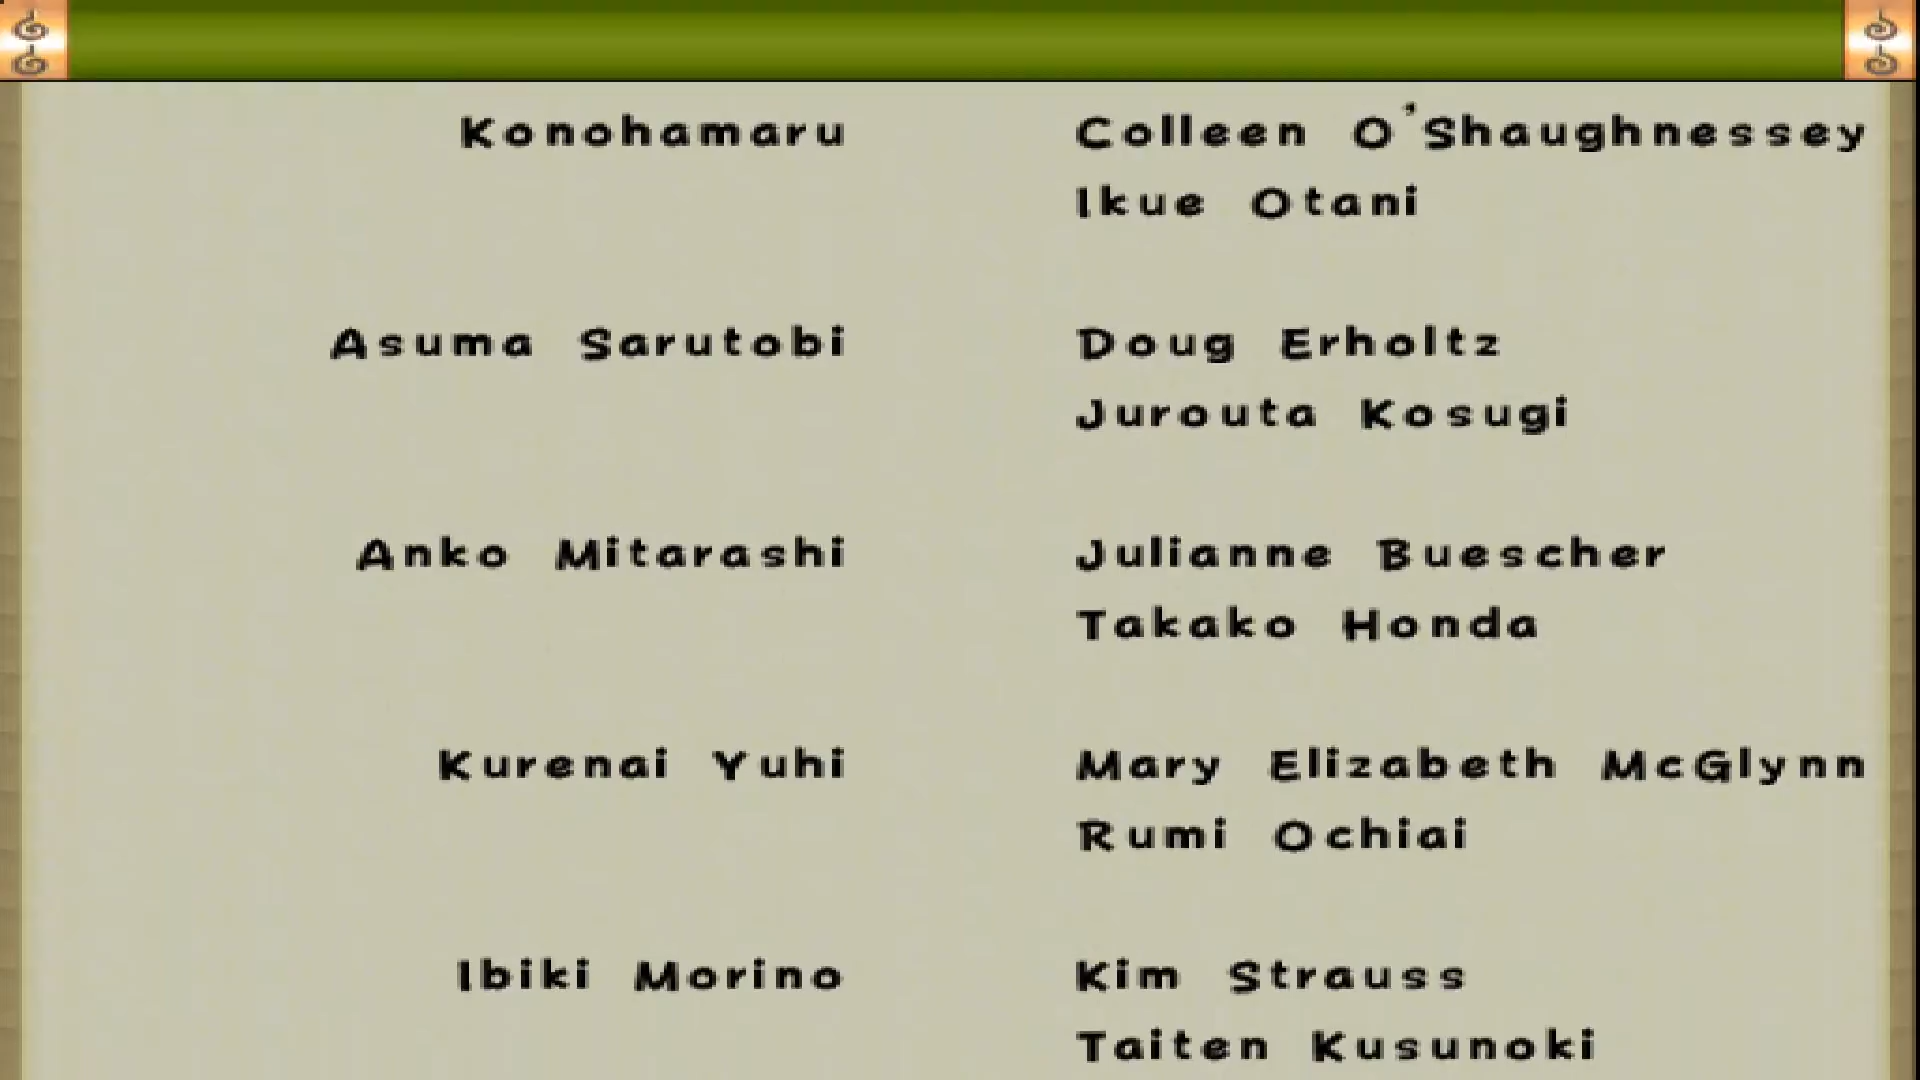 Konohamaru Colleen O'Shaughnessey
Ikue Otani
Asuma Sarutobi Doug Erholtz
Jurouta Kosugi
Anko Mitarashi Julianne Buescher
Takako Honda
Kurenai Yuhi Mary Elizabeth McGlynn
Rumi Ochiai
Ibiki Morino Kim Strauss
Taiten Kusunoki